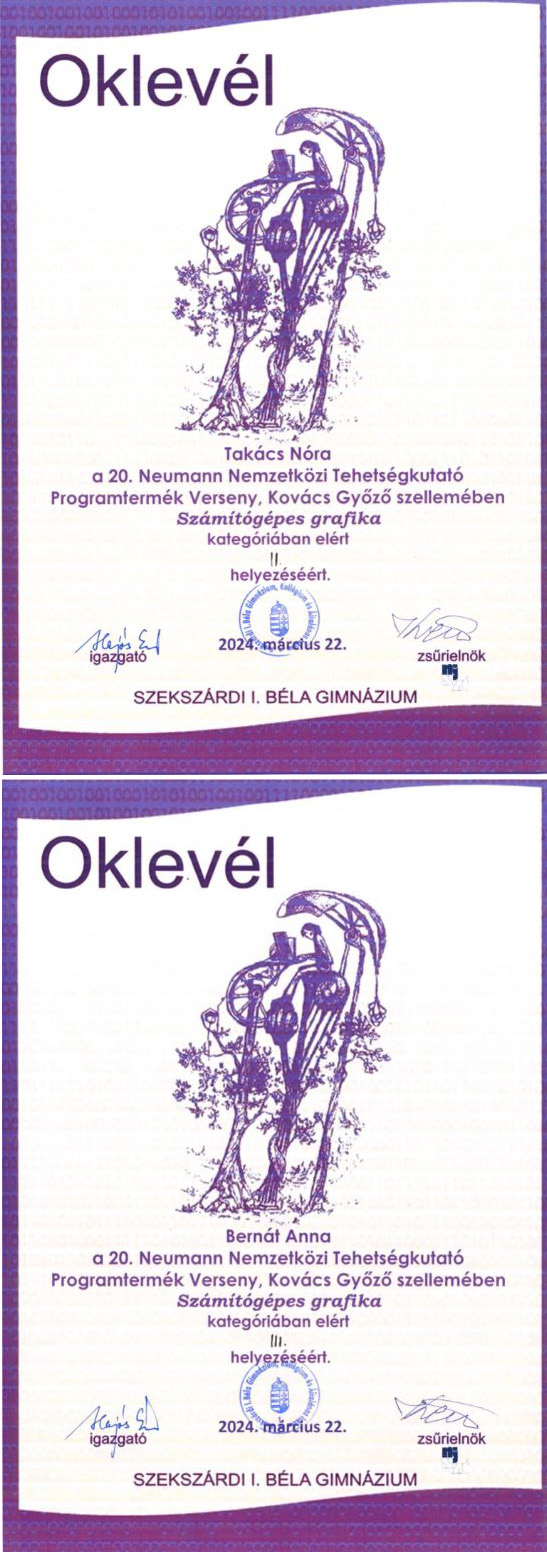 Oklevél
Takács Nóra
a 20. Neumann Nemzetközi Tehetségkutató
Programtermék Verseny, Kovács Győző szellemében
Számítógépes grafika
kategóriában elért
II.
helyezéséért.
2024. március 22.
igazgató
zsűrielnök
SZEKSZÁRDI I. BÉLA GIMNÁZIUM
Oklevél
Bernát Anna
a 20. Neumann Nemzetközi Tehetségkutató
Programtermék Verseny, Kovács Győző szellemében
Számítógépes grafika
kategóriában elért
III.
helyezéséért.
2024. március 22.
igazgató
zsűrielnök
SZEKSZÁRDI I. BÉLA GIMNÁZIUM